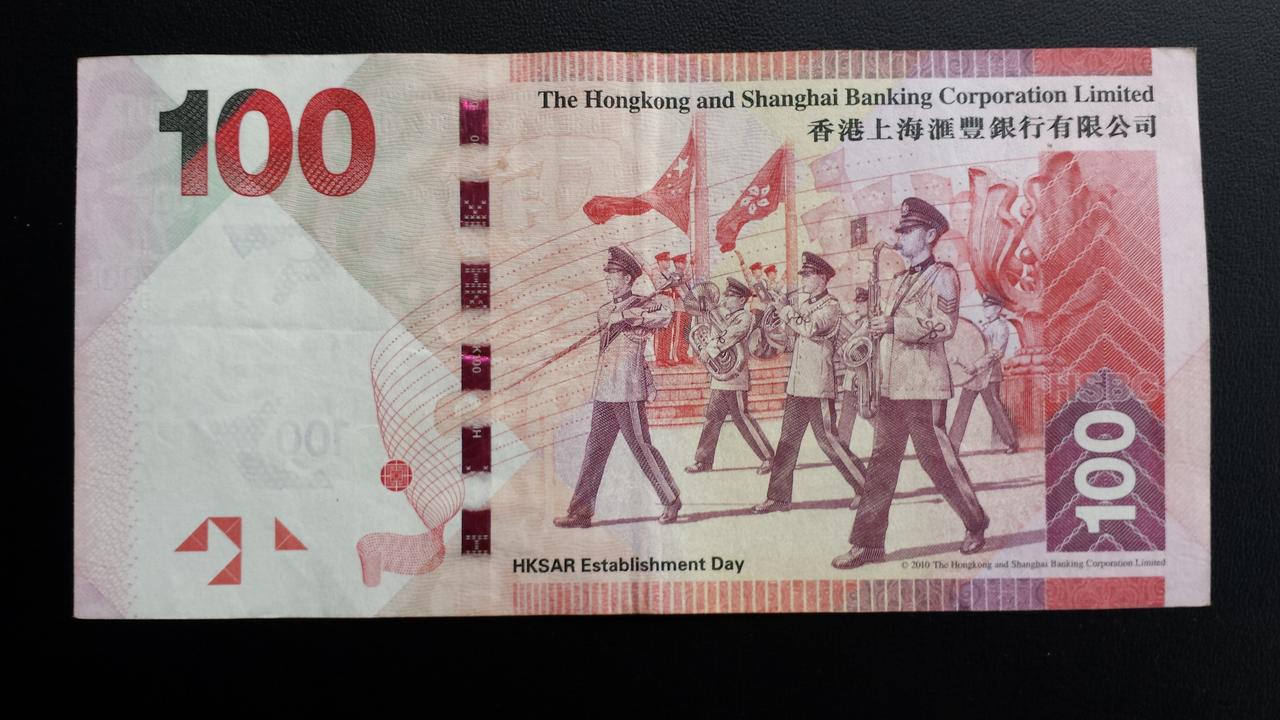 100
The Hongkong and Shanghai Banking Corporation Limited
香港上海滙豐銀行有限公司
HSBC
100
100
HKSAR Establishment Day
© 2010 The Hongkong and Shanghai Banking Corporation Limited